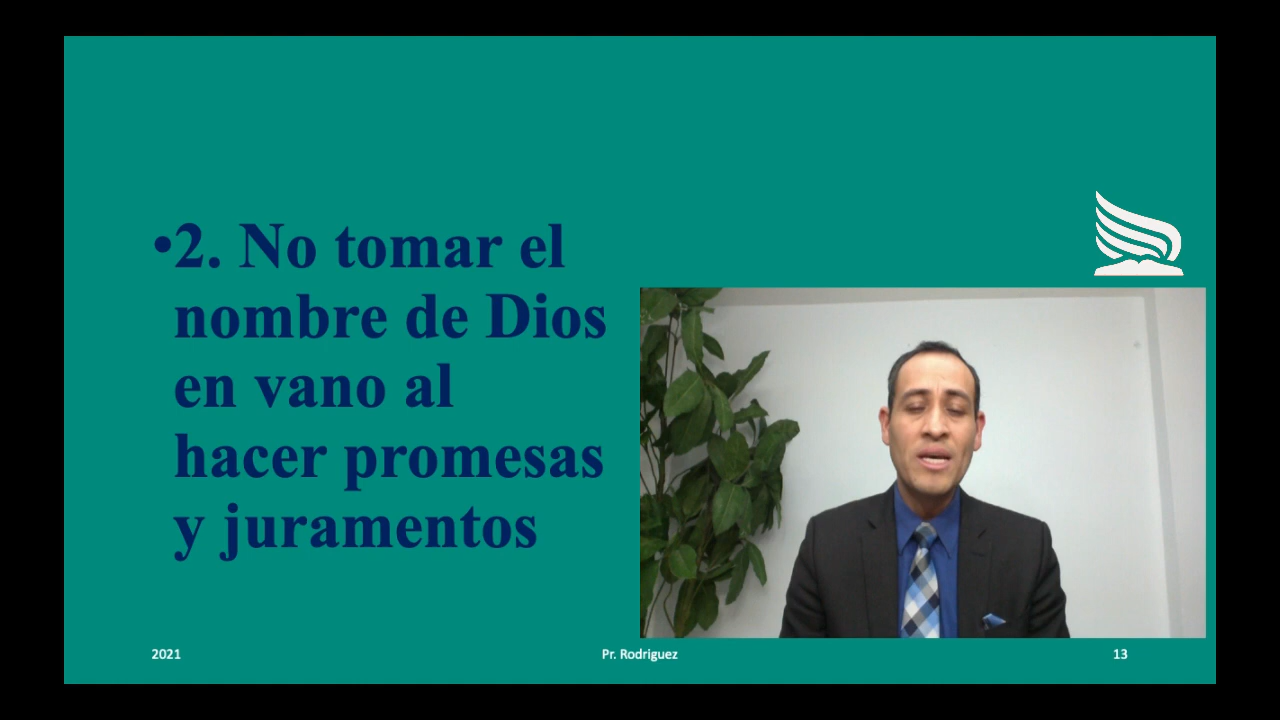 •2. No tomar el
nombre de Dios
en vano al
hacer promesas
y juramentos
2021
Pr. Rodriguez
13